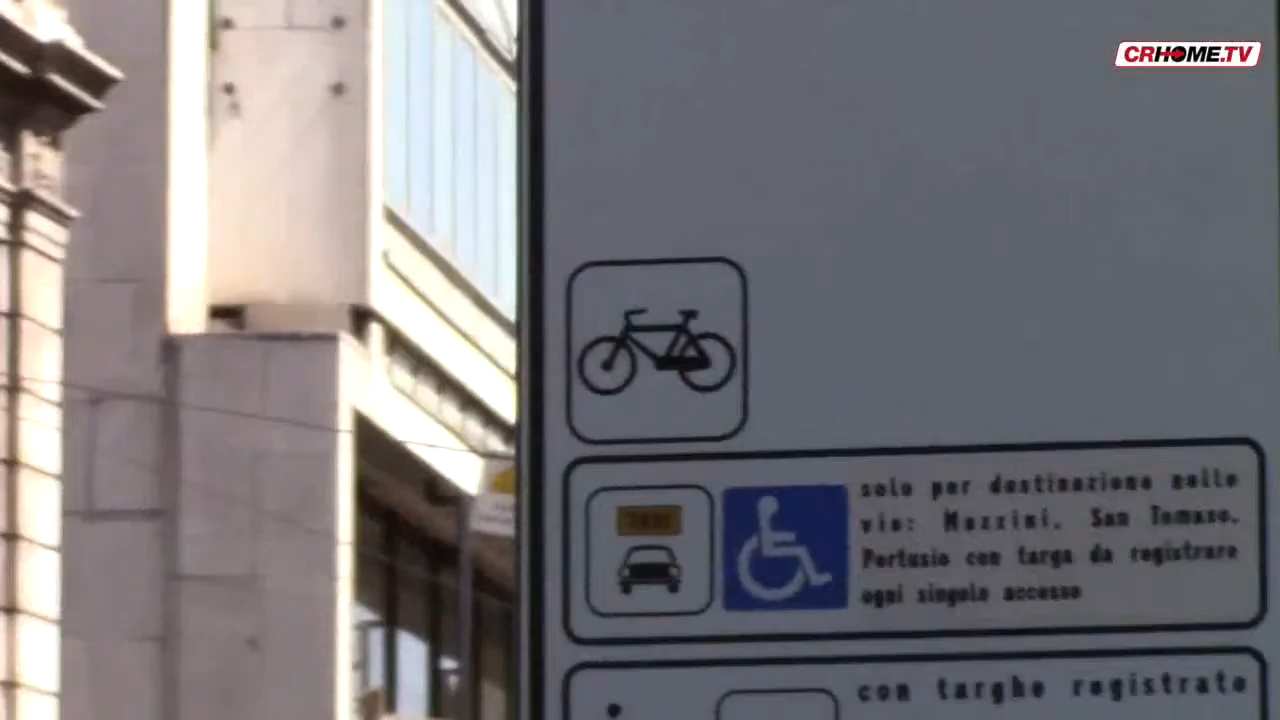 CRHOME.TV
TAXI
solo per destinazione nelle
vie: Mazzini, San Tomaso,
Pertusio con targa da registrare
ogni singolo accesso
con targhe registrate